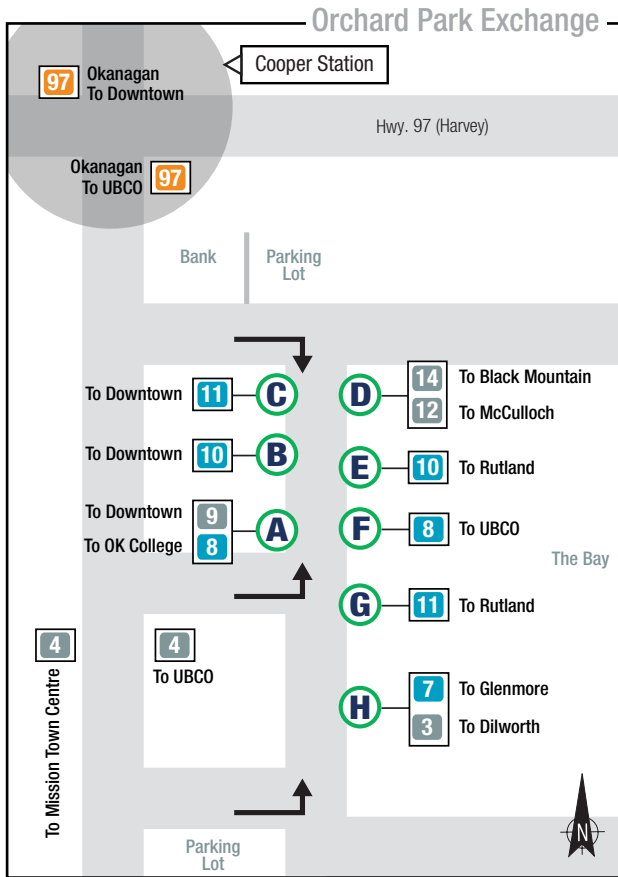 Orchard Park Exchange
Cooper Station
97
Okanagan
To Downtown
Hwy. 97 (Harvey)
Okanagan
To UBCO
97
Bank
Parking
Lot
To Downtown
11
C
D
14
To Black Mountain
12
To McCulloch
To Downtown
10
B
E
10
To Rutland
To Downtown
9
To OK College
8
A
F
8
To UBCO
The Bay
G
11
To Rutland
4
To Mission Town Centre
4
To UBCO
H
7
To Glenmore
3
To Dilworth
Parking
Lot
N